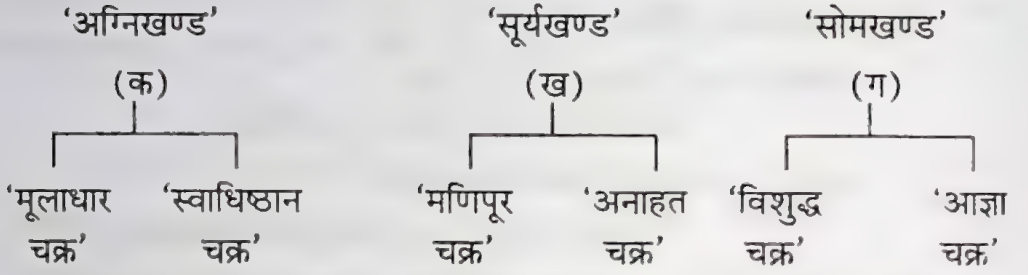 ‘अग्निखण्ड’ ‘सूर्यखण्ड’ ‘सोमखण्ड’
(क) (ख) (ग)
‘मूलाधार ‘स्वाधिष्ठान ‘मणिपूर ‘अनाहत ‘विशुद्ध ‘आज्ञा
चक्र’ चक्र’ चक्र’ चक्र’ चक्र’ चक्र’